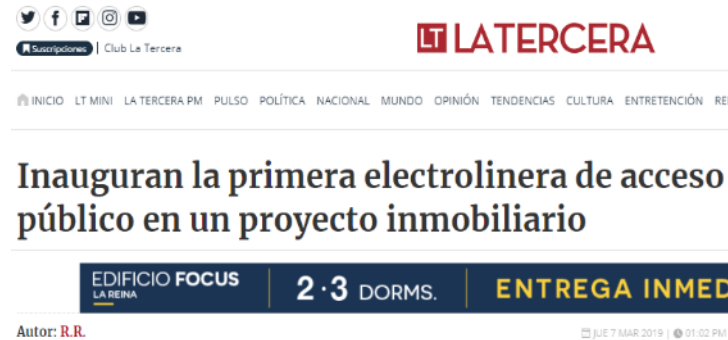 Suscripciones | Club La Tercera
LT LATERCERA
INICIO LT MINI LA TERCERA PM PULSO POLÍTICA NACIONAL MUNDO OPINIÓN TENDENCIAS CULTURA ENTRETENCIÓN RE
Inauguran la primera electrolinera de acceso
público en un proyecto inmobiliario
EDIFICIO FOCUS
LA REINA
2·3 DORMS.
ENTREGA INMED
Autor: R.R.
JUE 7 MAR 2019 | 01:02 PM